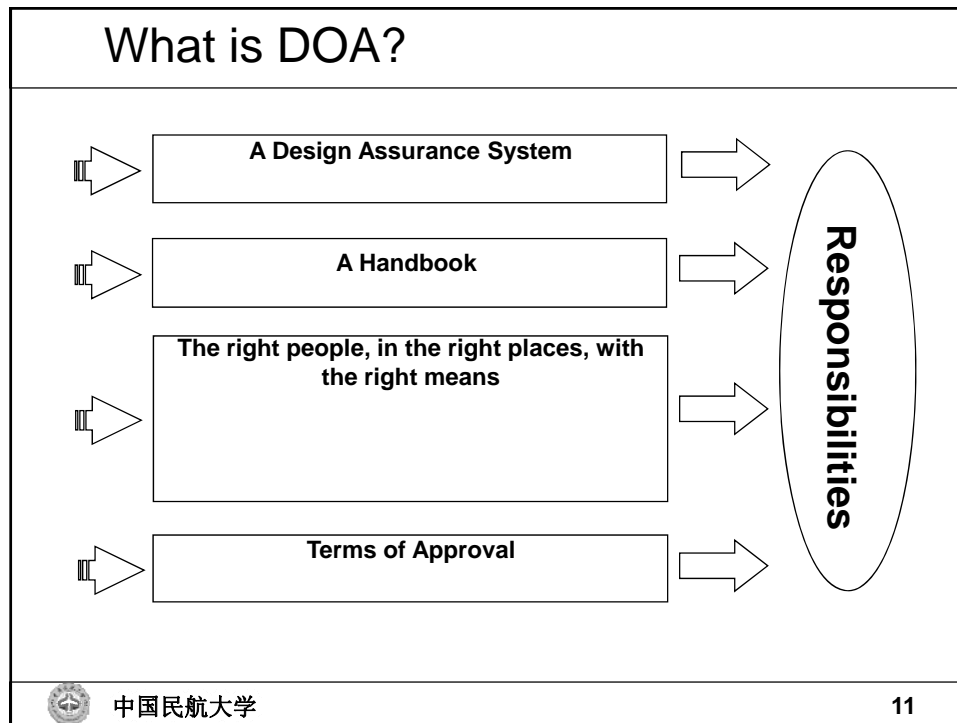 What is DOA?
A Design Assurance System
A Handbook
The right people, in the right places, with
the right means
Terms of Approval
Responsibilities
中国民航大学
11